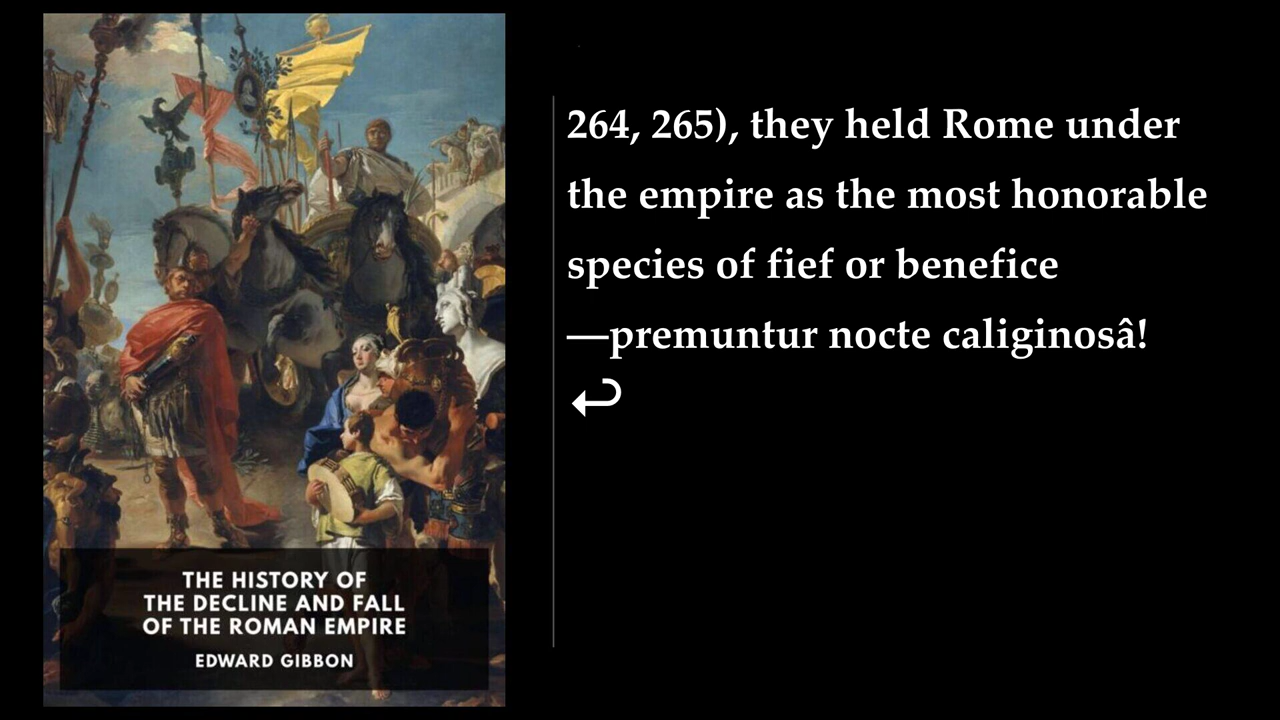 264, 265), they held Rome under
the empire as the most honorable
species of fief or benefice
—premuntur nocte caliginosâ!
↩
THE HISTORY OF
THE DECLINE AND FALL
OF THE ROMAN EMPIRE
EDWARD GIBBON